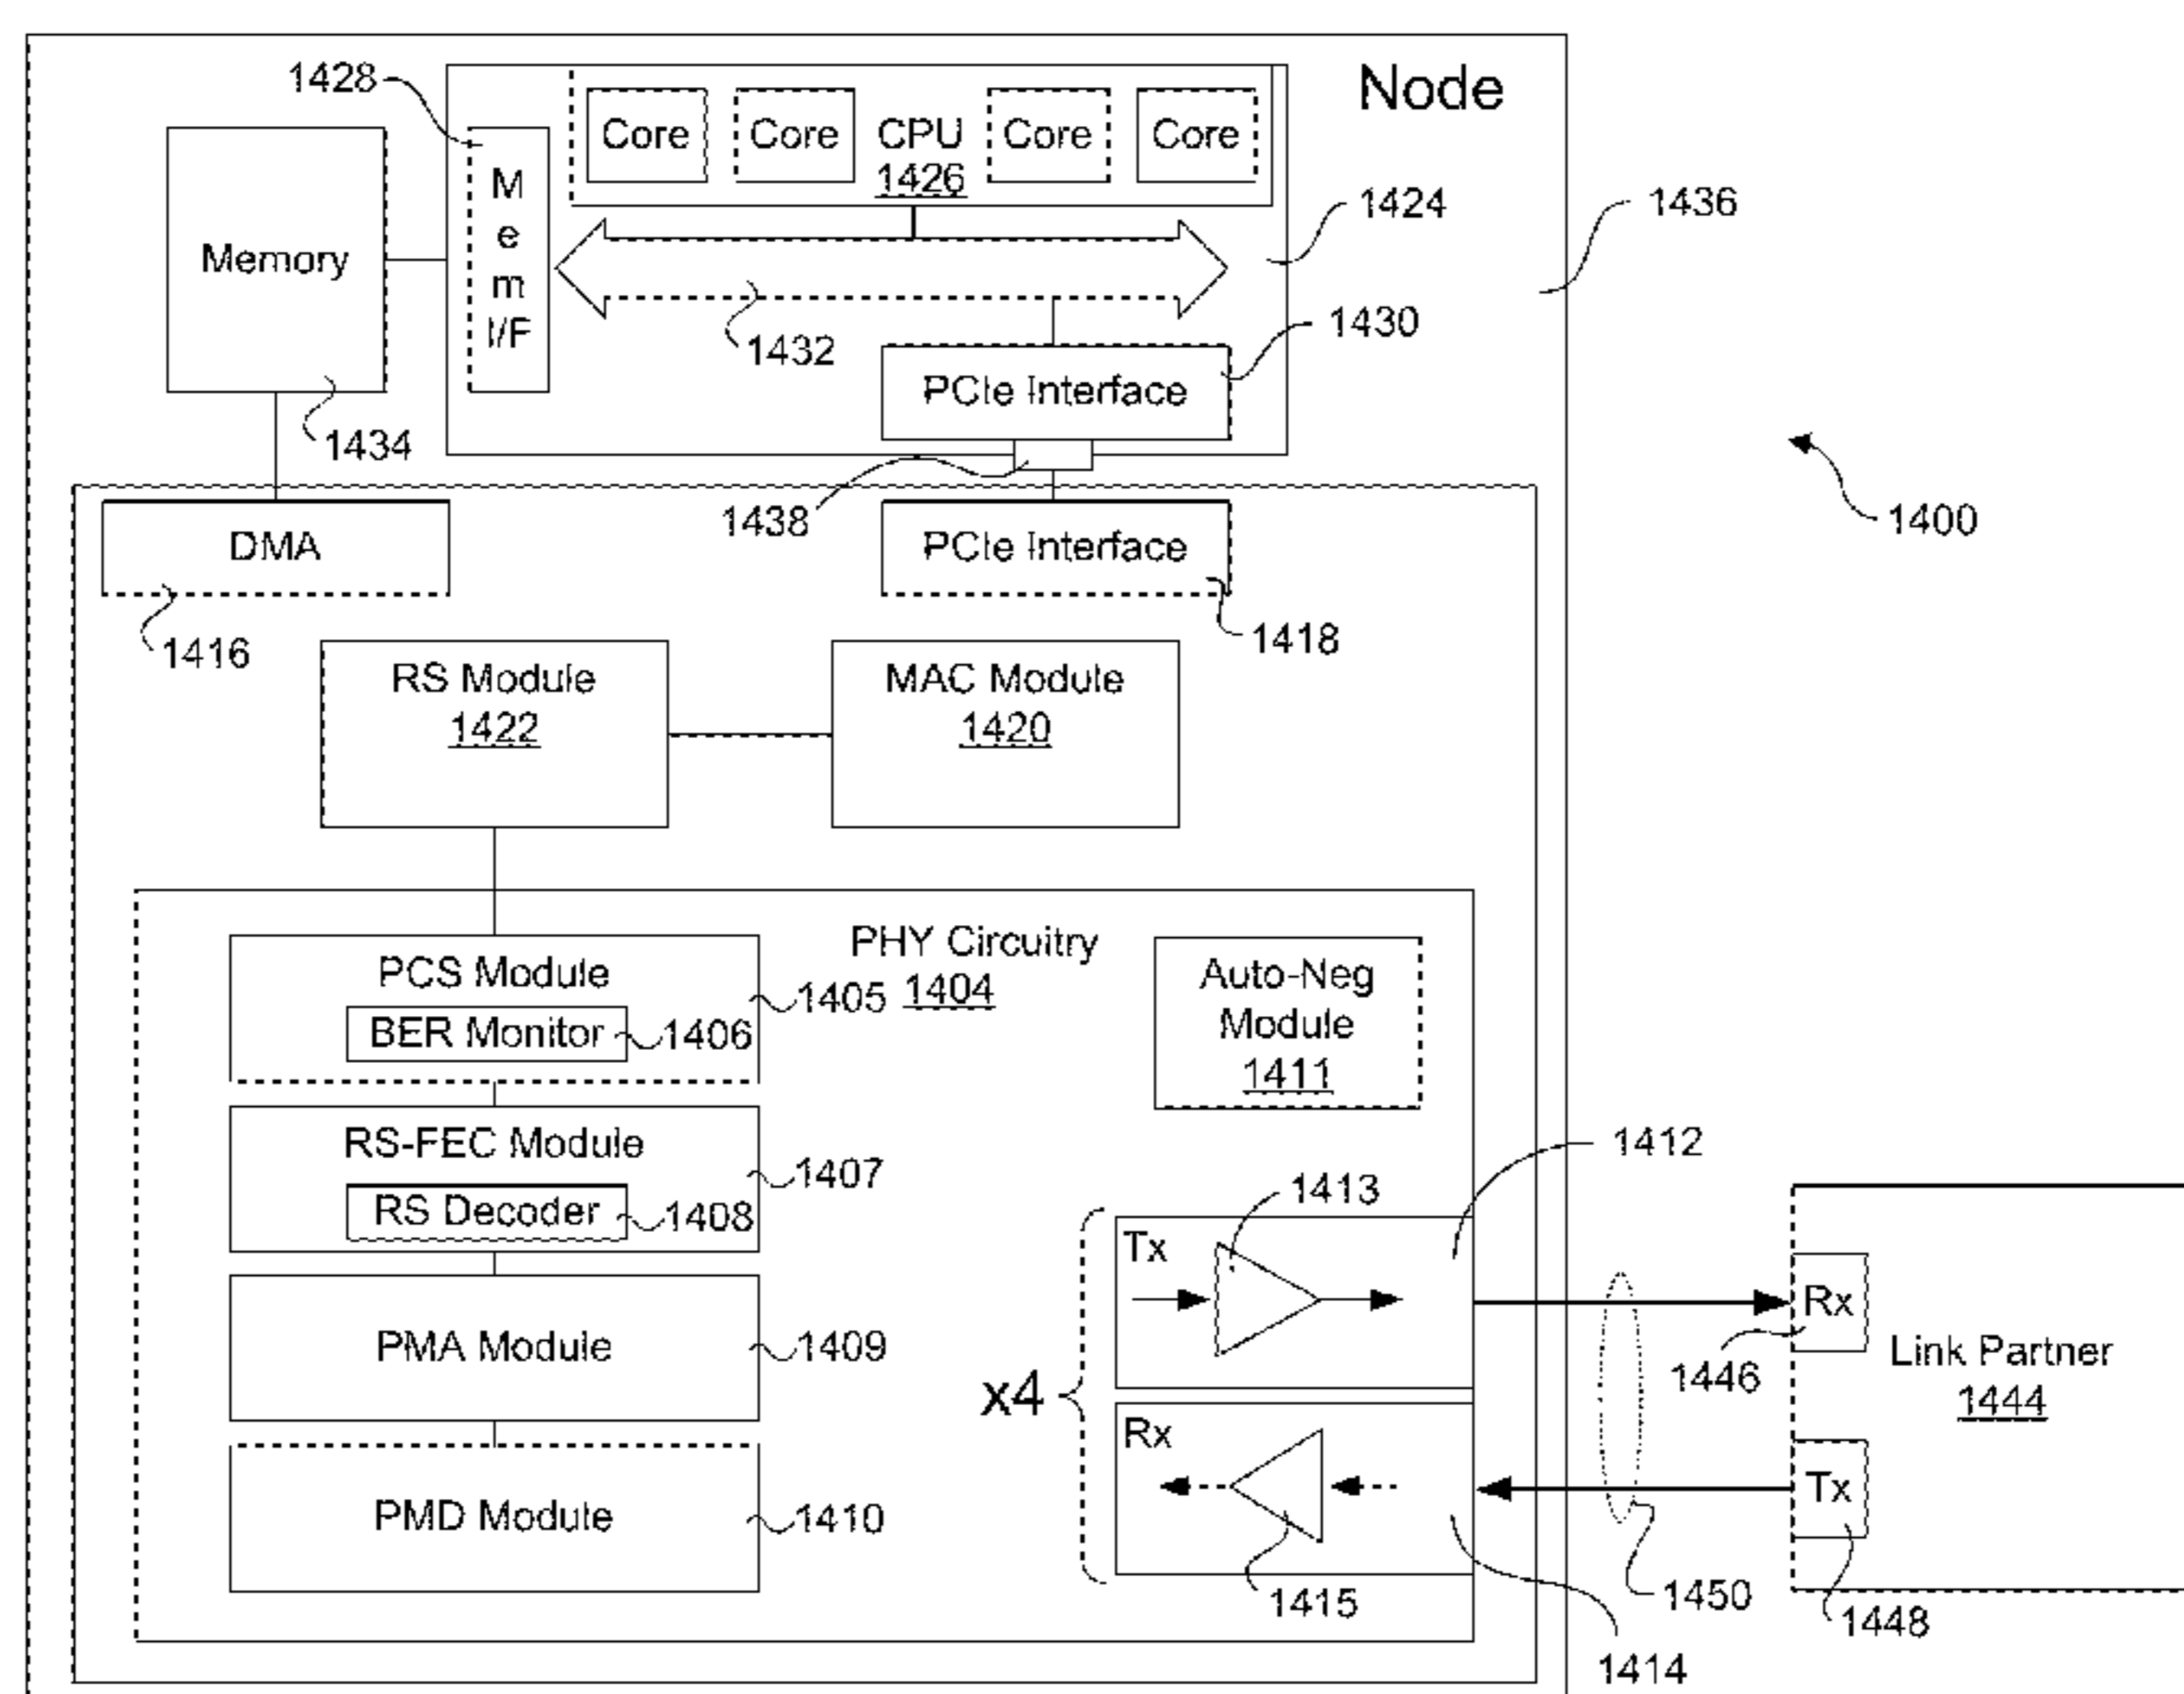 Node
1428
Core
Core
CPU
1426
Core
Core
M
e
m
I/F
Memory
1424
1436
1432
1430
PCIe Interface
1434
1438
1400
DMA
PCIe Interface
1416
1418
RS Module
1422
MAC Module
1420
PHY Circuitry
1404
PCS Module
1405
BER Monitor
1406
Auto-Neg
Module
1411
RS-FEC Module
1407
RS Decoder
1408
1412
1413
Tx
PMA Module
1409
x4
Rx
1446
Link Partner
1444
Rx
PMD Module
1410
Tx
1415
1450
1448
1414